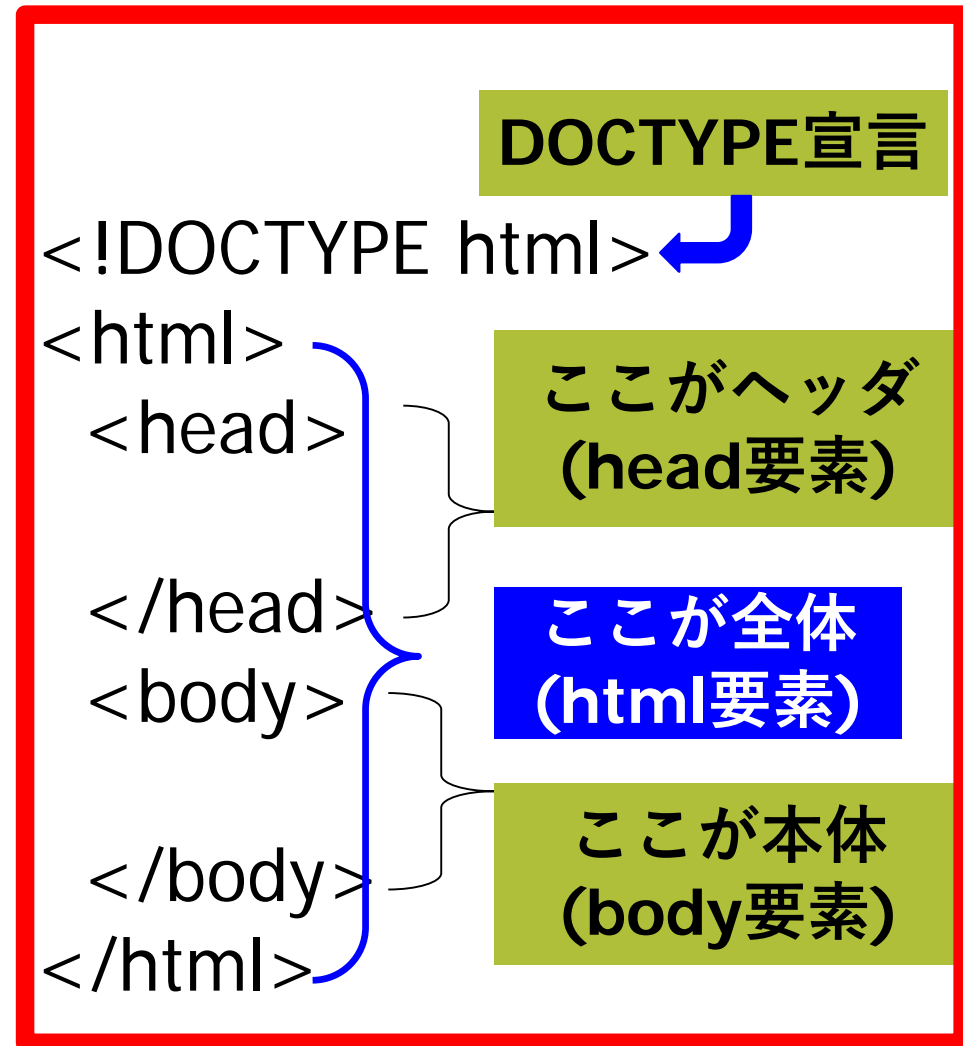 DOCTYPE宣言
<!DOCTYPE html>
<html>
<head>
ここがヘッダ
(head要素)
</head>
ここが全体
(html要素)
<body>
ここが本体
(body要素)
</body>
</html>